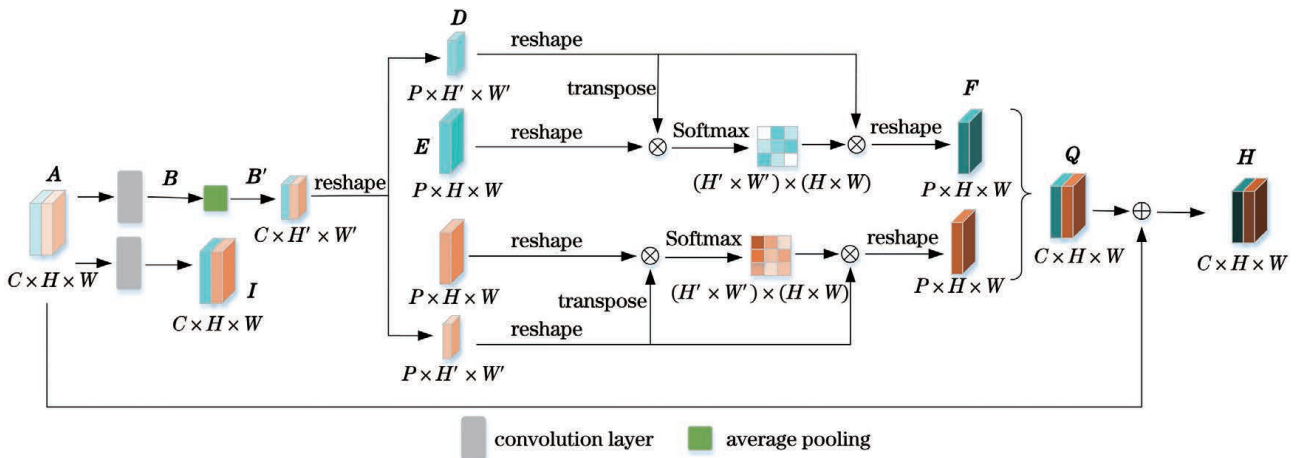 D
reshape
P × H′ × W′
transpose
F
E
reshape
Softmax
reshape
P × H × W
(H′ × W′) × (H × W)
P × H × W
A
B
B′
reshape
Q
H
C × H′ × W′
C × H × W
I
C × H × W
reshape
Softmax
reshape
P × H × W
(H′ × W′) × (H × W)
P × H × W
C × H × W
C × H × W
transpose
reshape
P × H′ × W′
convolution layer
average pooling